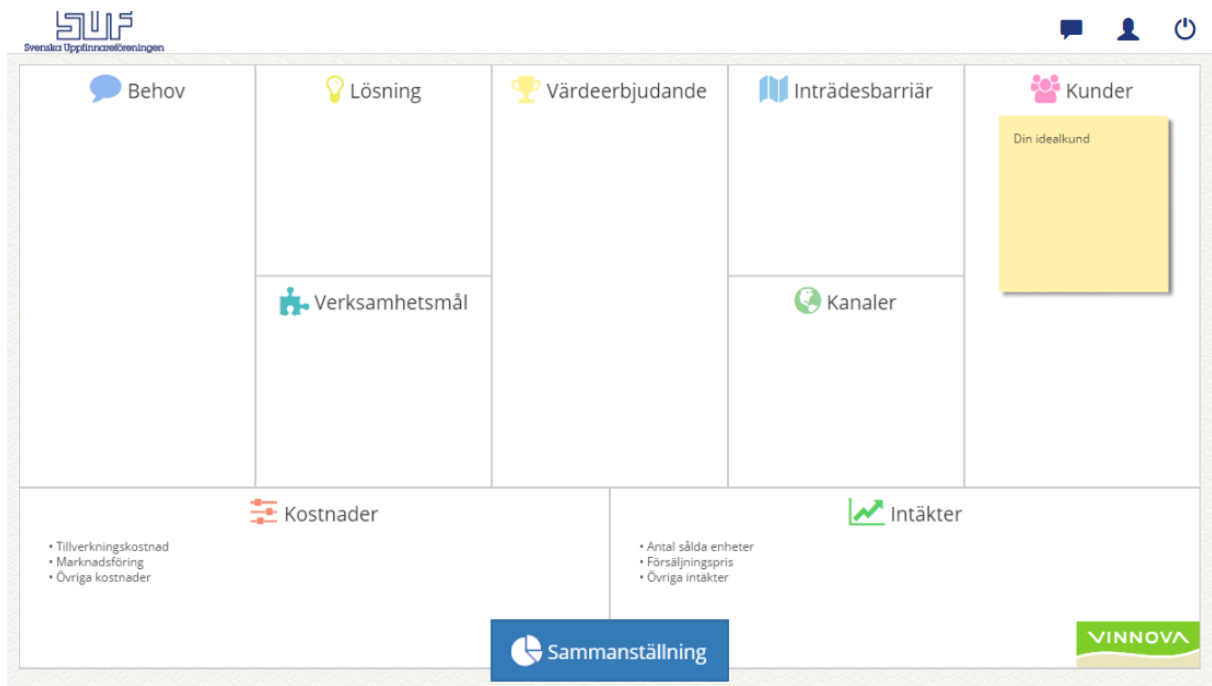 SUF
Svenska Uppfinnareföreningen
Behov
Lösning
Värdeerbjudande
Inträdesbarriär
Kunder
Din idealkund
Verksamhetsmål
Kanaler
Kostnader
• Tillverkningskostnad
• Marknadsföring
• Övriga kostnader
Intäkter
• Antal sålda enheter
• Försäljningspris
• Övriga intäkter
Sammanställning
VINNOVA